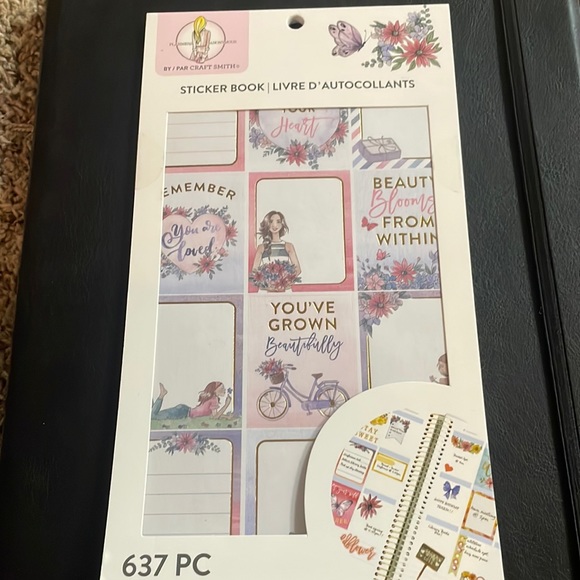 BY / PAR CRAFT SMITH
STICKER BOOK | LIVRE D'AUTOCOLLANTS
YOUR
Heart
EMEMBER
You are
loved
BEAUTY
Blooms
FROM
WITHIN
YOU'VE
GROWN
Beautifully
637 PC